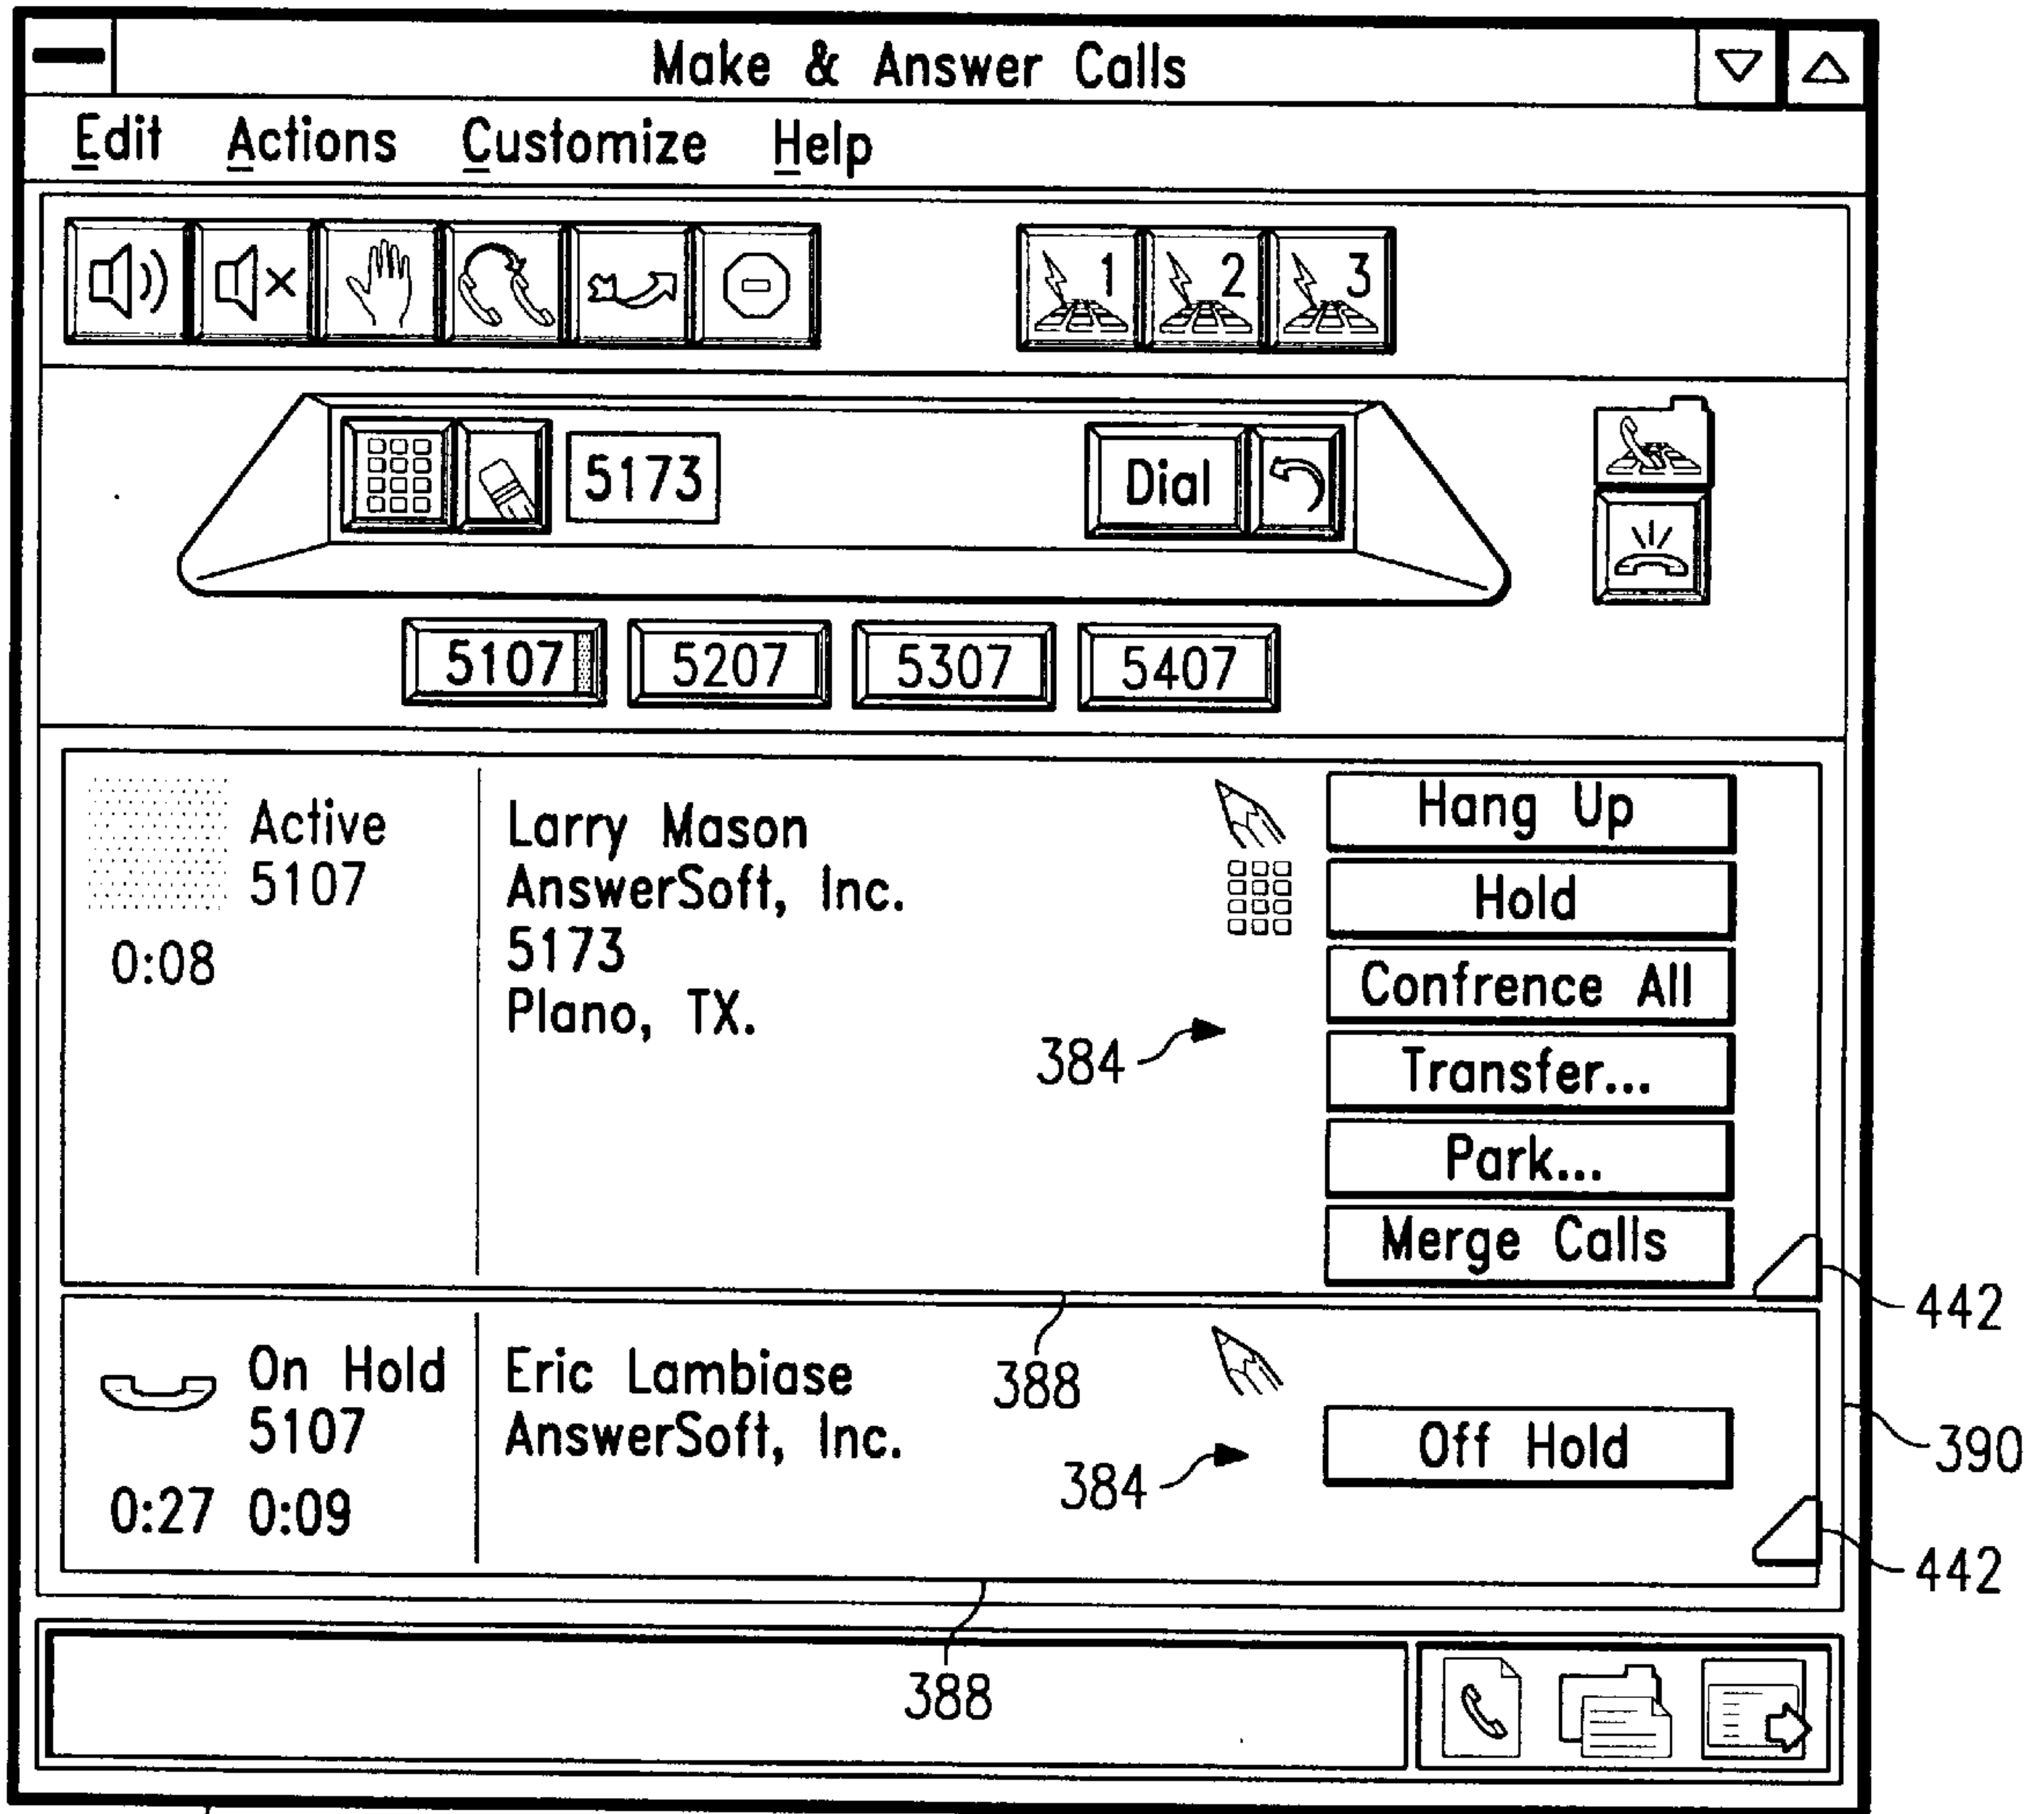 Make & Answer Calls
Edit Actions Customize Help
1 2 3
5173 Dial
5107 5207 5307 5407
Active
5107
0:08
Larry Mason
AnswerSoft, Inc.
5173
Plano, TX.
Hang Up
Hold
Confrence All
Transfer...
Park...
Merge Calls
384
442
388
On Hold
5107
0:27 0:09
Eric Lambiase
AnswerSoft, Inc.
Off Hold
384
390
442
388